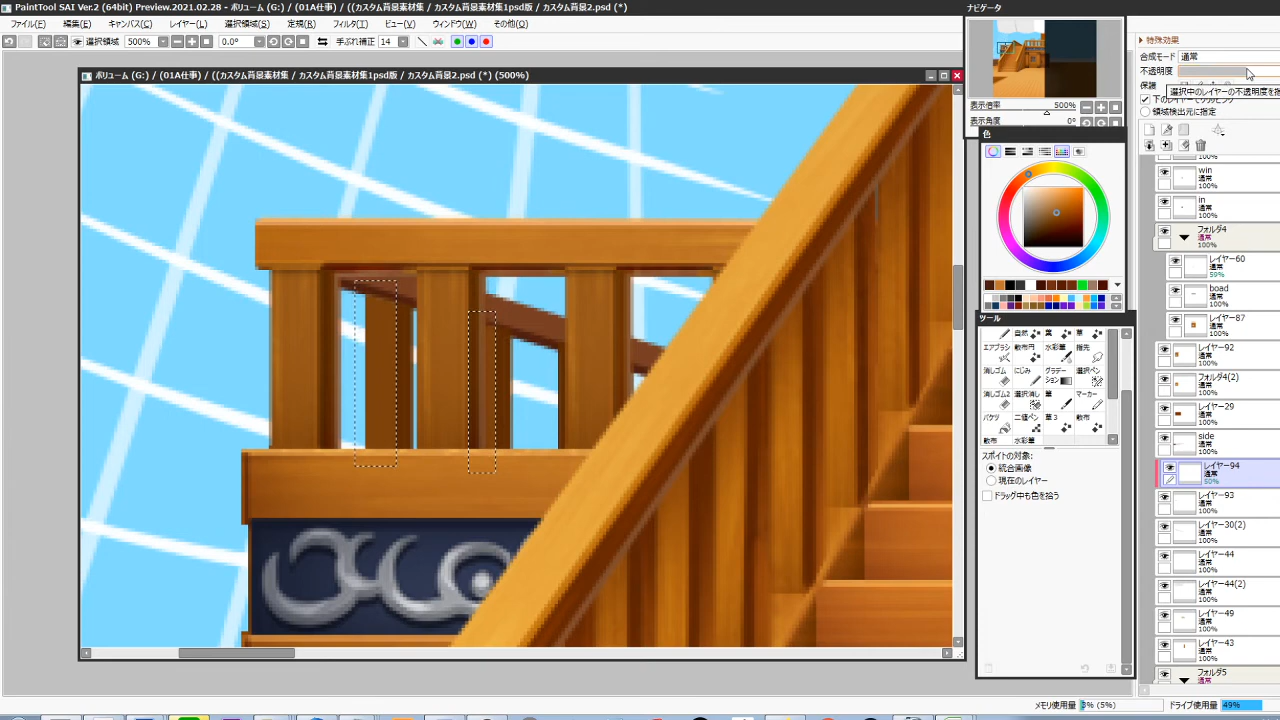 PaintTool SAI Ver.2 (64bit) Preview.2021.02.28 - ボリューム (G:) / (01A仕事) / ((カスタム背景素材集 / カスタム背景素材集1psd版 / カスタム背景2.psd (*)
ナビゲータ
ファイル(F) 編集(E) キャンバス(C) レイヤー(L) 選択領域(S) 定規(R) フィルタ(T) ビュー(V) ウィンドウ(W) その他(O)
選択領域 500% 0.0° 手ぶれ補正 14
特殊効果
合成モード 通常
不透明度
保護
選択中のレイヤーの不透明度を指
下のレイヤーでクリッピング
領域検出元に指定
ボリューム (G:) / (01A仕事) / ((カスタム背景素材集 / カスタム背景素材集1psd版 / カスタム背景2.psd (*) (500%)
表示倍率 500%
表示角度 0°
色
ツール
自然 葉 草
エアブラシ 散布円 水彩筆 指先
消しゴム にじみ グラデーション 選択ペン
消しゴム2 選択消し 筆 マーカー
バケツ 二値ペン 筆3 散布
散布 水彩筆
スポイトの対象:
統合画像
現在のレイヤー
ドラッグ中も色を拾う
100%
win
通常
100%
in
通常
100%
フォルダ4
通常
100%
レイヤー60
通常
59%
boad
通常
100%
レイヤー87
通常
100%
レイヤー92
通常
100%
フォルダ4(2)
通常
100%
レイヤー29
通常
100%
side
通常
100%
レイヤー94
通常
50%
レイヤー93
通常
100%
レイヤー30(2)
通常
100%
レイヤー44
通常
100%
レイヤー44(2)
通常
100%
レイヤー49
通常
100%
レイヤー43
通常
100%
フォルダ5
通常
メモリ使用量 3% (5%) ドライブ使用量 49%